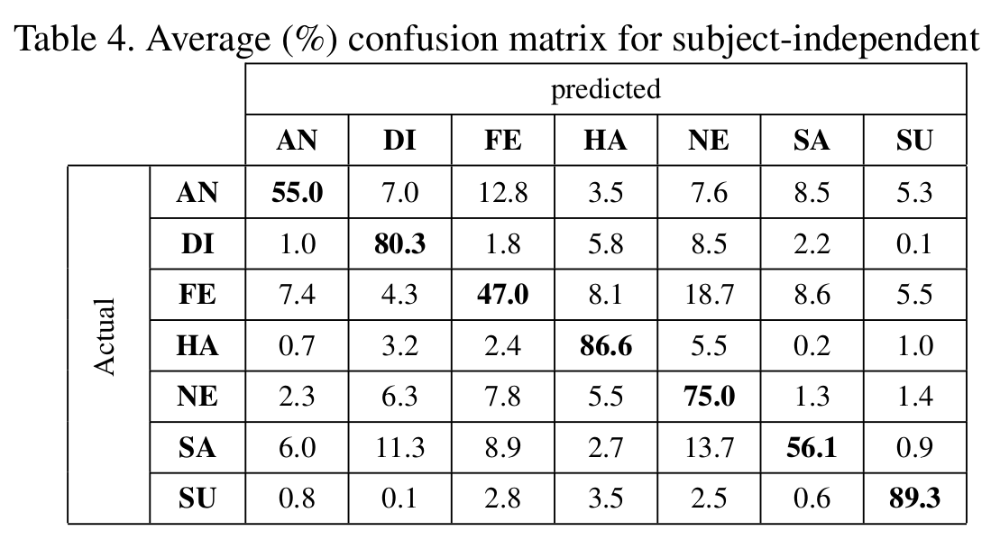 Table 4. Average (%) confusion matrix for subject-independent
predicted
AN DI FE HA NE SA SU
Actual
AN 55.0 7.0 12.8 3.5 7.6 8.5 5.3
DI 1.0 80.3 1.8 5.8 8.5 2.2 0.1
FE 7.4 4.3 47.0 8.1 18.7 8.6 5.5
HA 0.7 3.2 2.4 86.6 5.5 0.2 1.0
NE 2.3 6.3 7.8 5.5 75.0 1.3 1.4
SA 6.0 11.3 8.9 2.7 13.7 56.1 0.9
SU 0.8 0.1 2.8 3.5 2.5 0.6 89.3